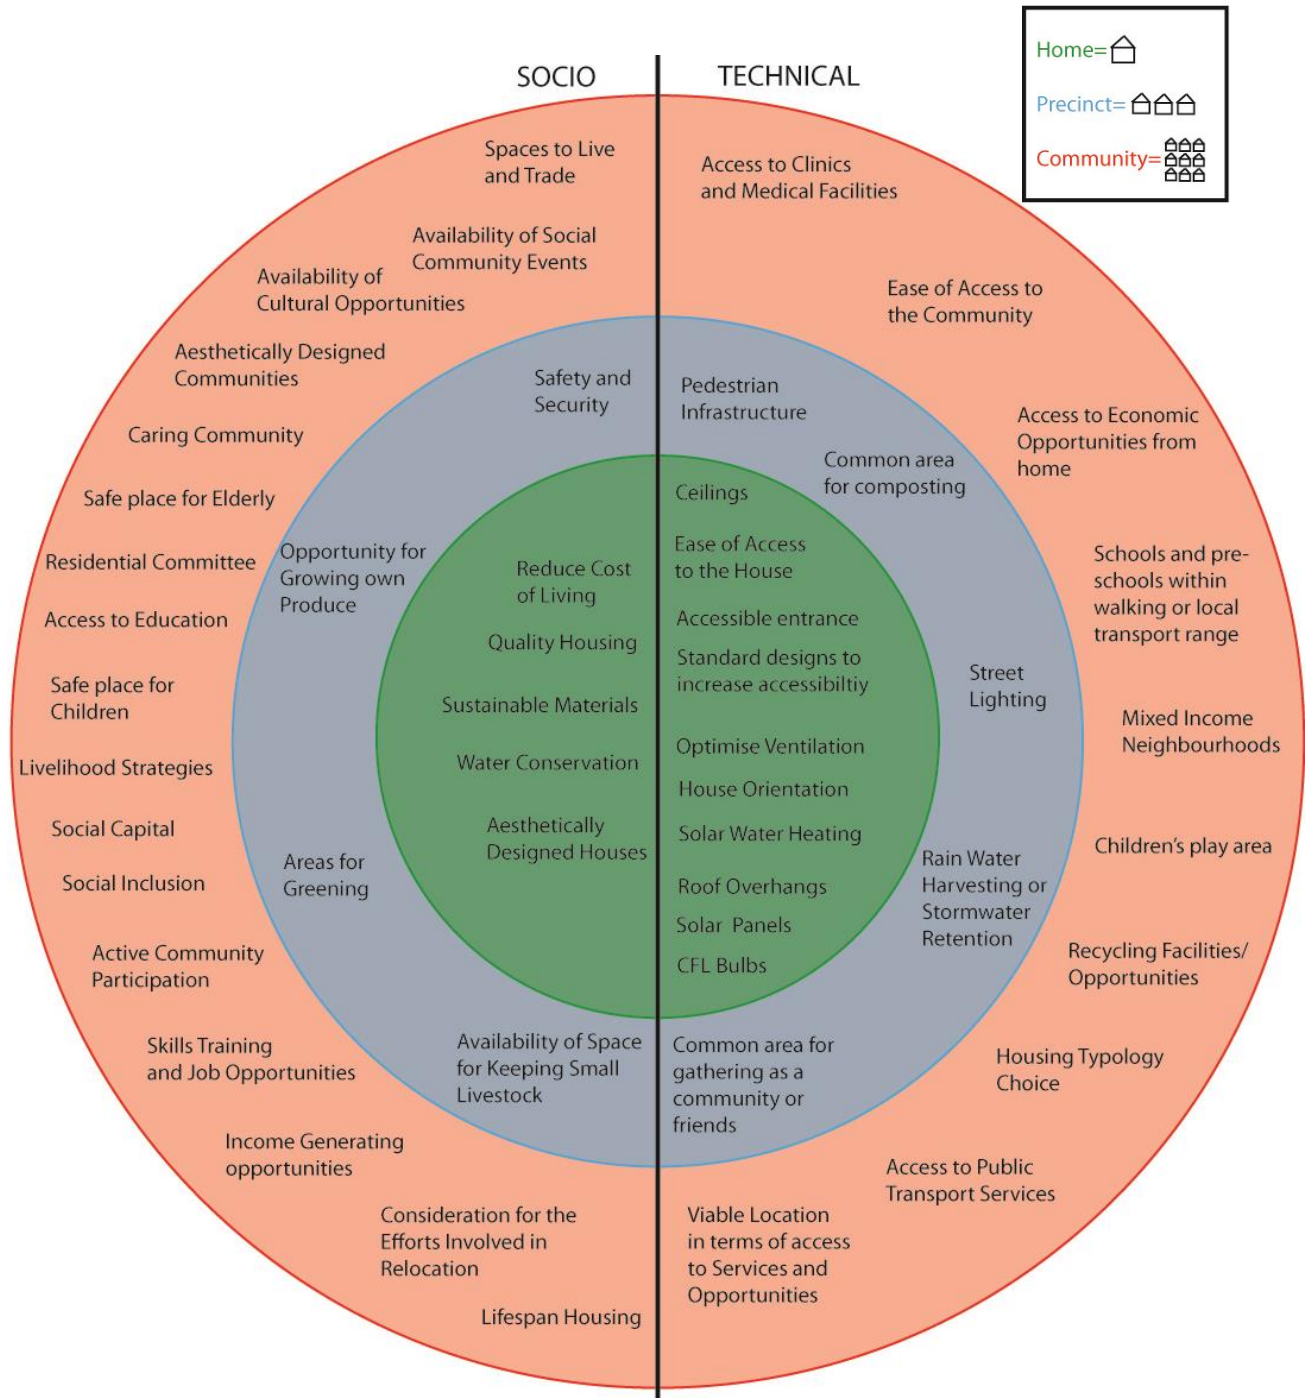 Home=
Precinct=
Community=
SOCIO
TECHNICAL
Spaces to Live
and Trade
Availability of Social
Community Events
Availability of
Cultural Opportunities
Aesthetically Designed
Communities
Caring Community
Safe place for Elderly
Residential Committee
Access to Education
Safe place for
Children
Livelihood Strategies
Social Capital
Social Inclusion
Active Community
Participation
Skills Training
and Job Opportunities
Income Generating
opportunities
Consideration for the
Efforts Involved in
Relocation
Lifespan Housing
Safety and
Security
Opportunity for
Growing own
Produce
Areas for
Greening
Availability of Space
for Keeping Small
Livestock
Reduce Cost
of Living
Quality Housing
Sustainable Materials
Water Conservation
Aesthetically
Designed Houses
Ceilings
Ease of Access
to the House
Accessible entrance
Standard designs to
increase accessibiltiy
Optimise Ventilation
House Orientation
Solar Water Heating
Roof Overhangs
Solar Panels
CFL Bulbs
Pedestrian
Infrastructure
Common area
for composting
Street
Lighting
Rain Water
Harvesting or
Stormwater
Retention
Common area for
gathering as a
community or
friends
Access to Clinics
and Medical Facilities
Ease of Access to
the Community
Access to Economic
Opportunities from
home
Schools and pre-
schools within
walking or local
transport range
Mixed Income
Neighbourhoods
Children's play area
Recycling Facilities/
Opportunities
Housing Typology
Choice
Access to Public
Transport Services
Viable Location
in terms of access
to Services and
Opportunities